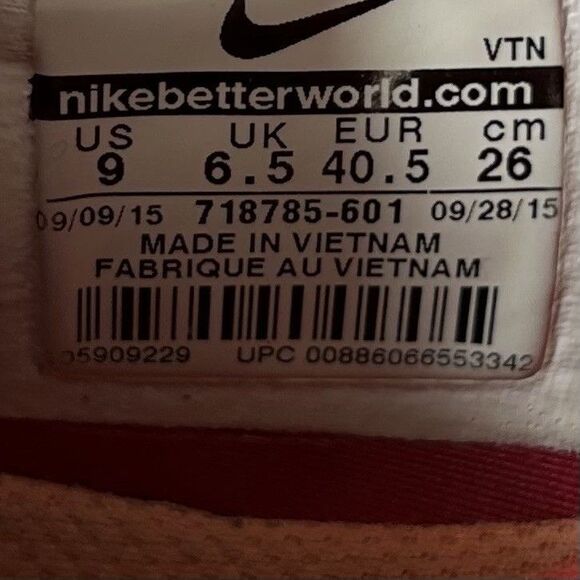 VTN
nikebetterworld.com
US UK EUR cm
9 6.5 40.5 26
09/09/15 718785-601 09/28/15
MADE IN VIETNAM
FABRIQUE AU VIETNAM
UPC 00886066553342